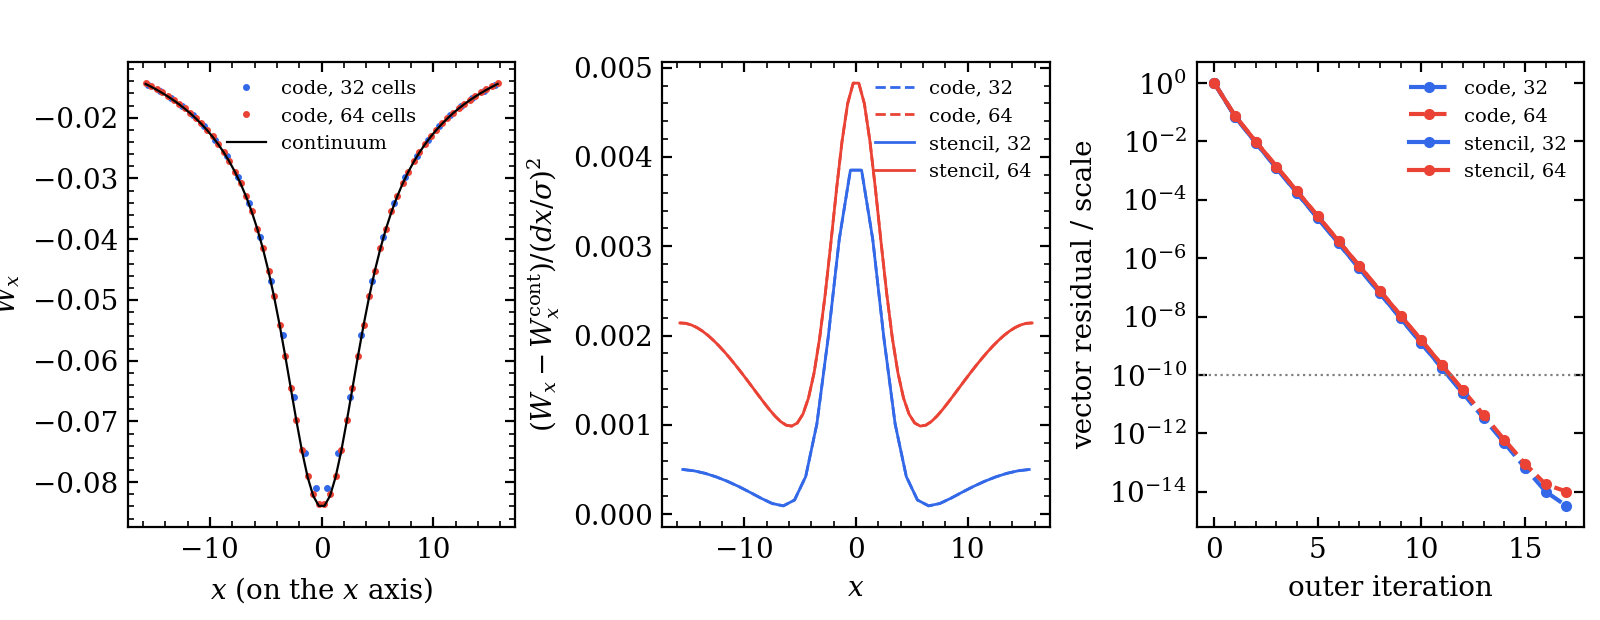 code, 32 cells
code, 64 cells
continuum
−0.02
−0.03
−0.04
−0.05
−0.06
−0.07
−0.08
−10
0
10
x (on the x axis)
W_x
code, 32
code, 64
stencil, 32
stencil, 64
0.005
0.004
0.003
0.002
0.001
0.000
−10
0
10
x
(W_x − W_x^cont)/(dx/σ)^2
code, 32
code, 64
stencil, 32
stencil, 64
10^0
10^−2
10^−4
10^−6
10^−8
10^−10
10^−12
10^−14
0
5
10
15
outer iteration
vector residual / scale